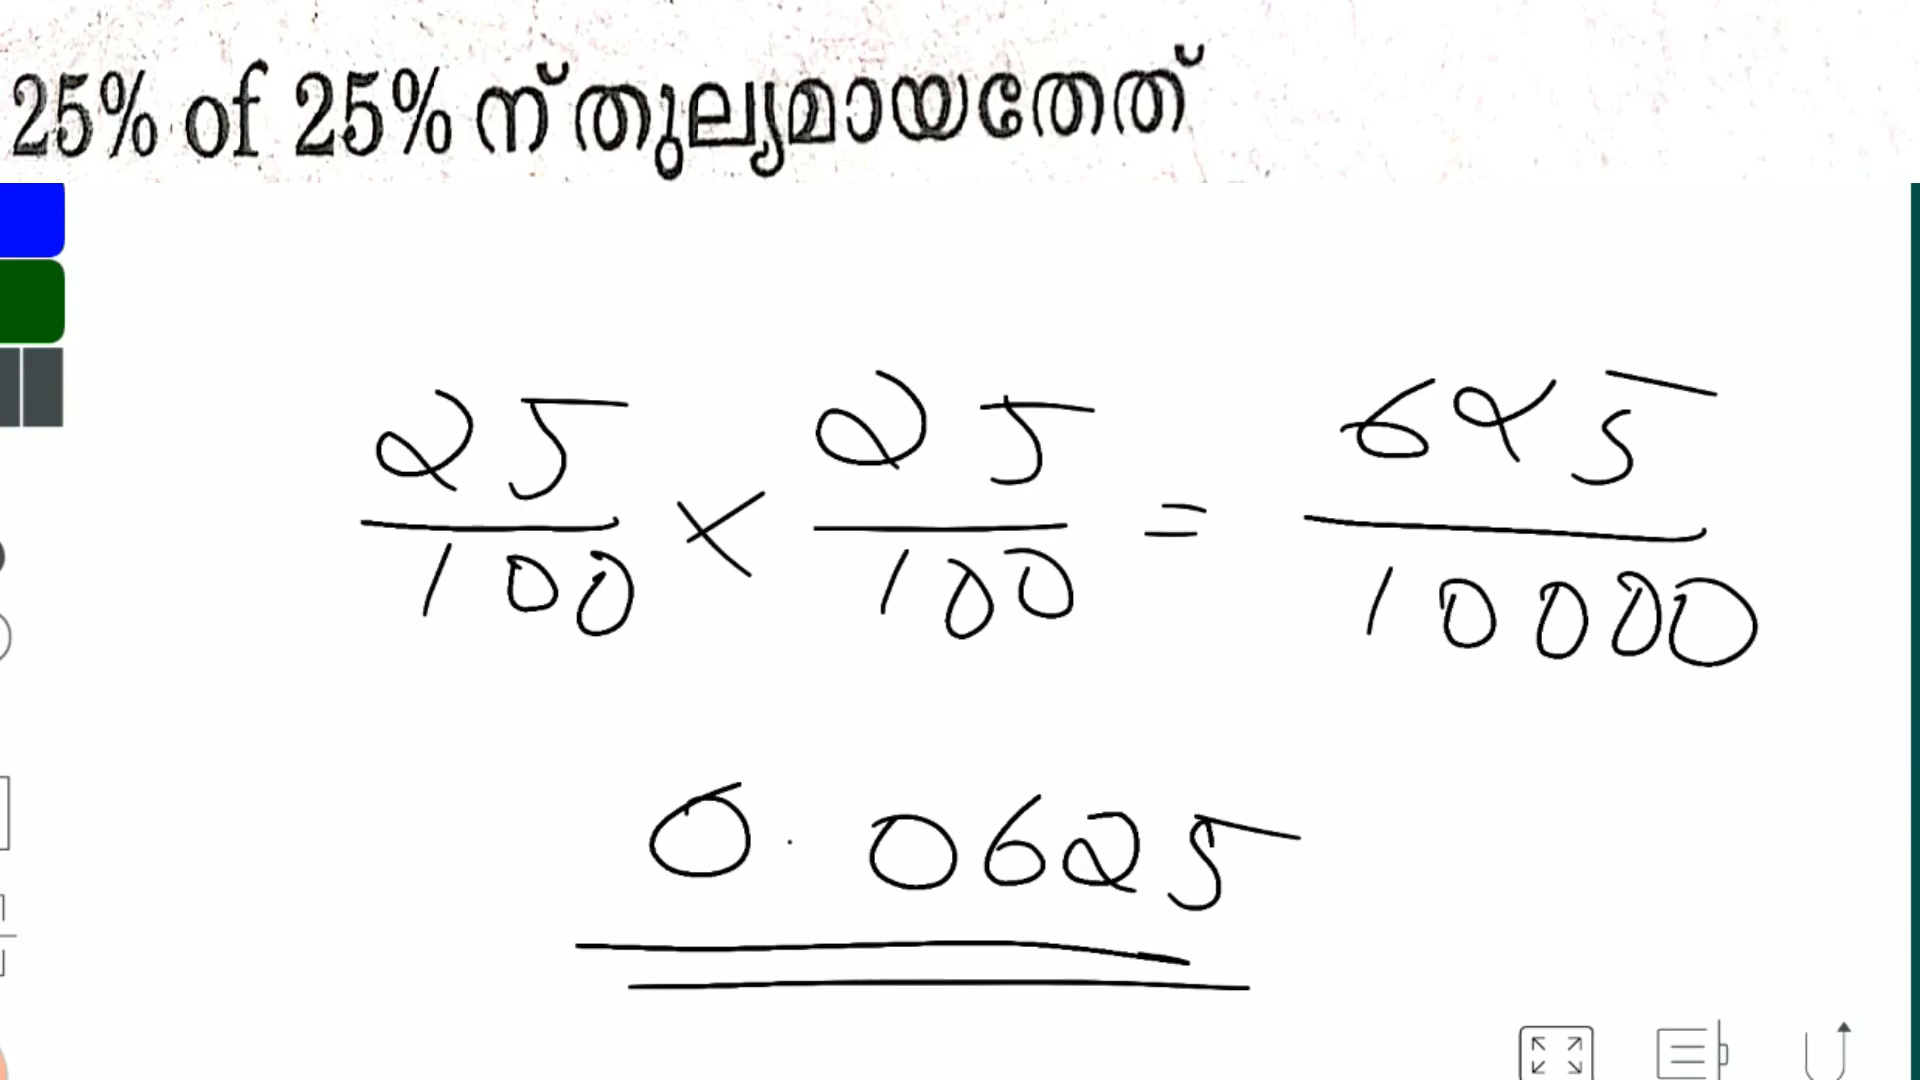 25% of 25% ന് തുല്യമായതേത്
25/100 × 25/100 = 625/10000
0.0625